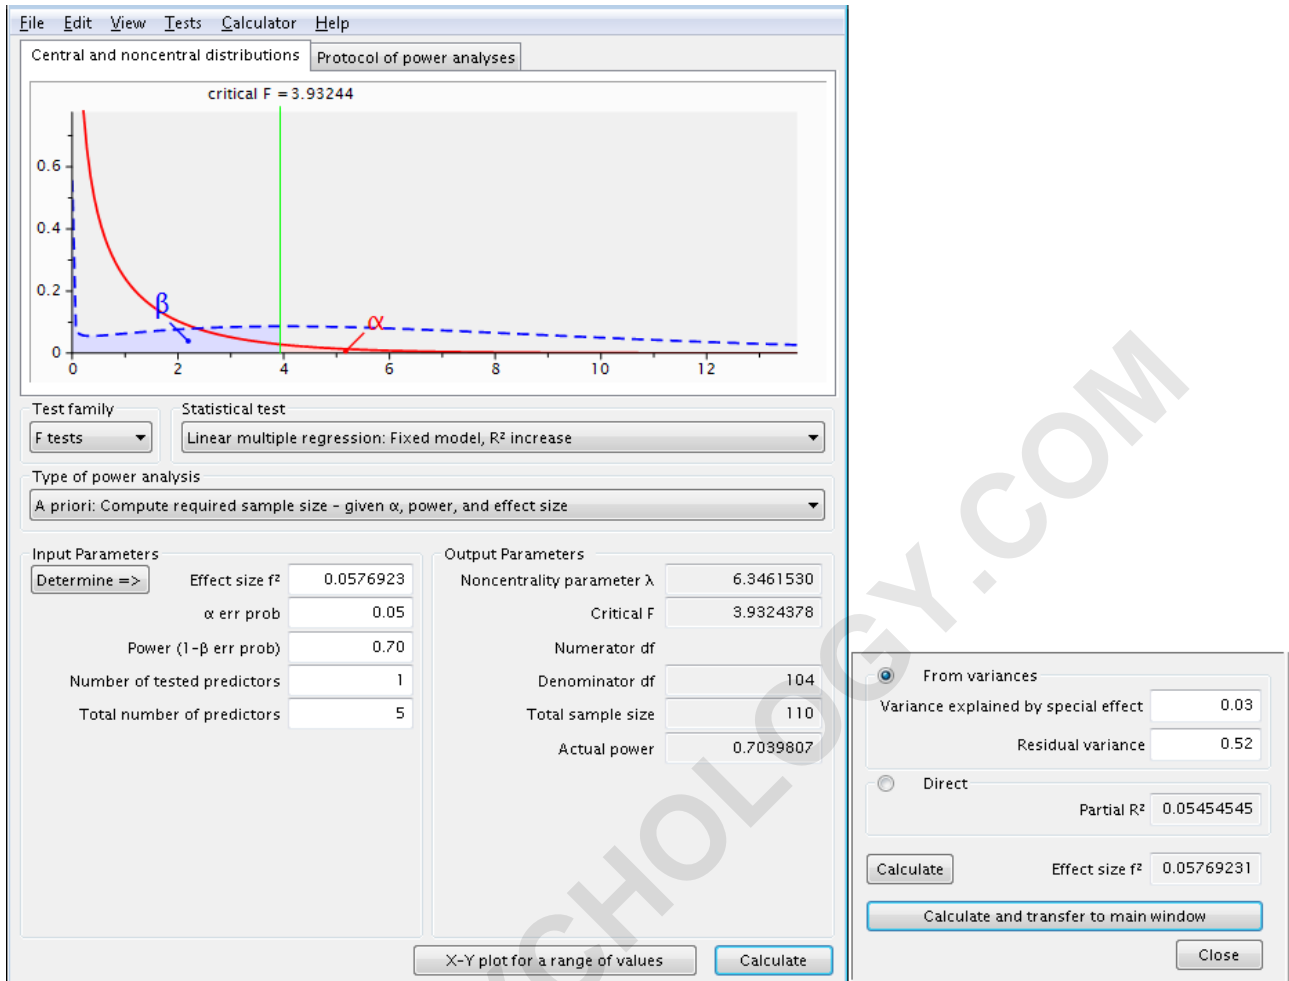 File Edit View Tests Calculator Help
Central and noncentral distributions Protocol of power analyses
critical F = 3.93244
0.6
0.4
0.2
0
β
α
0 2 4 6 8 10 12
Test family Statistical test
F tests Linear multiple regression: Fixed model, R² increase
Type of power analysis
A priori: Compute required sample size - given α, power, and effect size
Input Parameters
Determine => Effect size f² 0.0576923
α err prob 0.05
Power (1-β err prob) 0.70
Number of tested predictors 1
Total number of predictors 5
Output Parameters
Noncentrality parameter λ 6.3461530
Critical F 3.9324378
Numerator df
Denominator df 104
Total sample size 110
Actual power 0.7039807
X-Y plot for a range of values Calculate
From variances
Variance explained by special effect 0.03
Residual variance 0.52
Direct
Partial R² 0.05454545
Calculate Effect size f² 0.05769231
Calculate and transfer to main window
Close
YCHOLOGY.COM